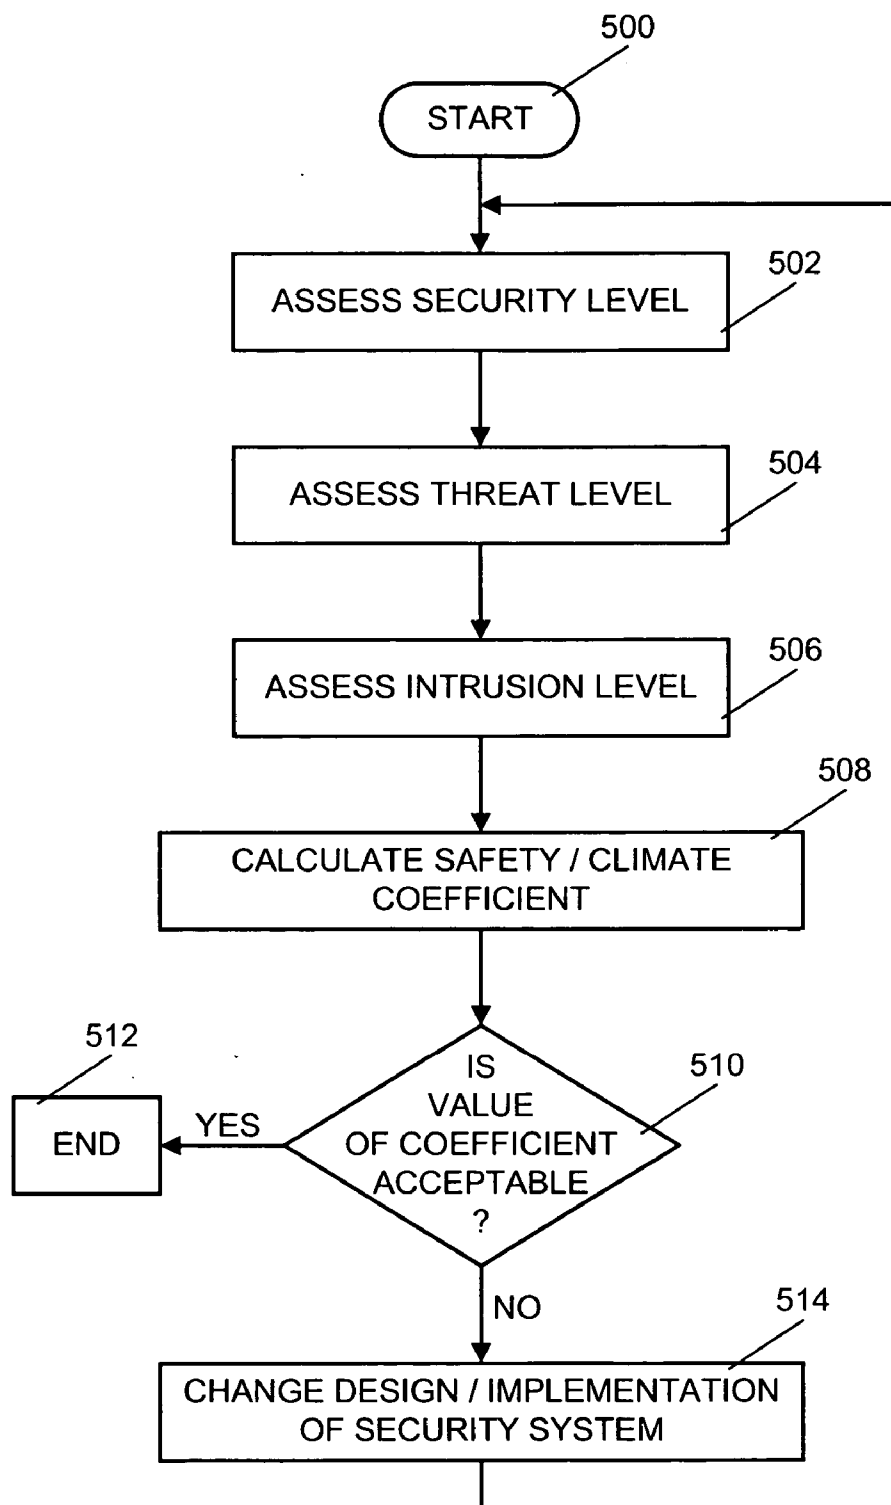 500
START
502
ASSESS SECURITY LEVEL
504
ASSESS THREAT LEVEL
506
ASSESS INTRUSION LEVEL
508
CALCULATE SAFETY / CLIMATE
COEFFICIENT
512
END
YES
IS
VALUE
OF COEFFICIENT
ACCEPTABLE
?
510
NO
514
CHANGE DESIGN / IMPLEMENTATION
OF SECURITY SYSTEM